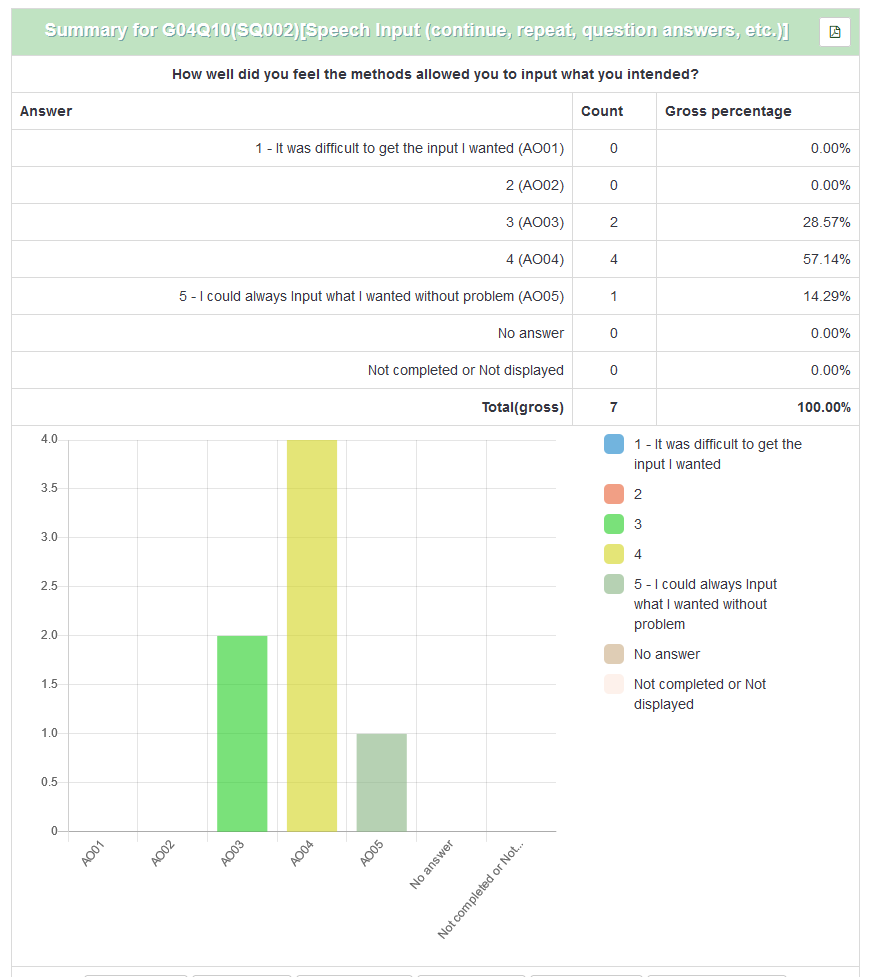 Summary for G04Q10(SQ002)[Speech Input (continue, repeat, question answers, etc.)]
How well did you feel the methods allowed you to input what you intended?
Answer Count Gross percentage
1 - It was difficult to get the input I wanted (AO01) 0 0.00%
2 (AO02) 0 0.00%
3 (AO03) 2 28.57%
4 (AO04) 4 57.14%
5 - I could always Input what I wanted without problem (AO05) 1 14.29%
No answer 0 0.00%
Not completed or Not displayed 0 0.00%
Total(gross) 7 100.00%
4.0
3.5
3.0
2.5
2.0
1.5
1.0
0.5
0
AO01
AO02
AO03
AO04
AO05
No answer
Not completed or Not...
1 - It was difficult to get the
input I wanted
2
3
4
5 - I could always Input
what I wanted without
problem
No answer
Not completed or Not
displayed